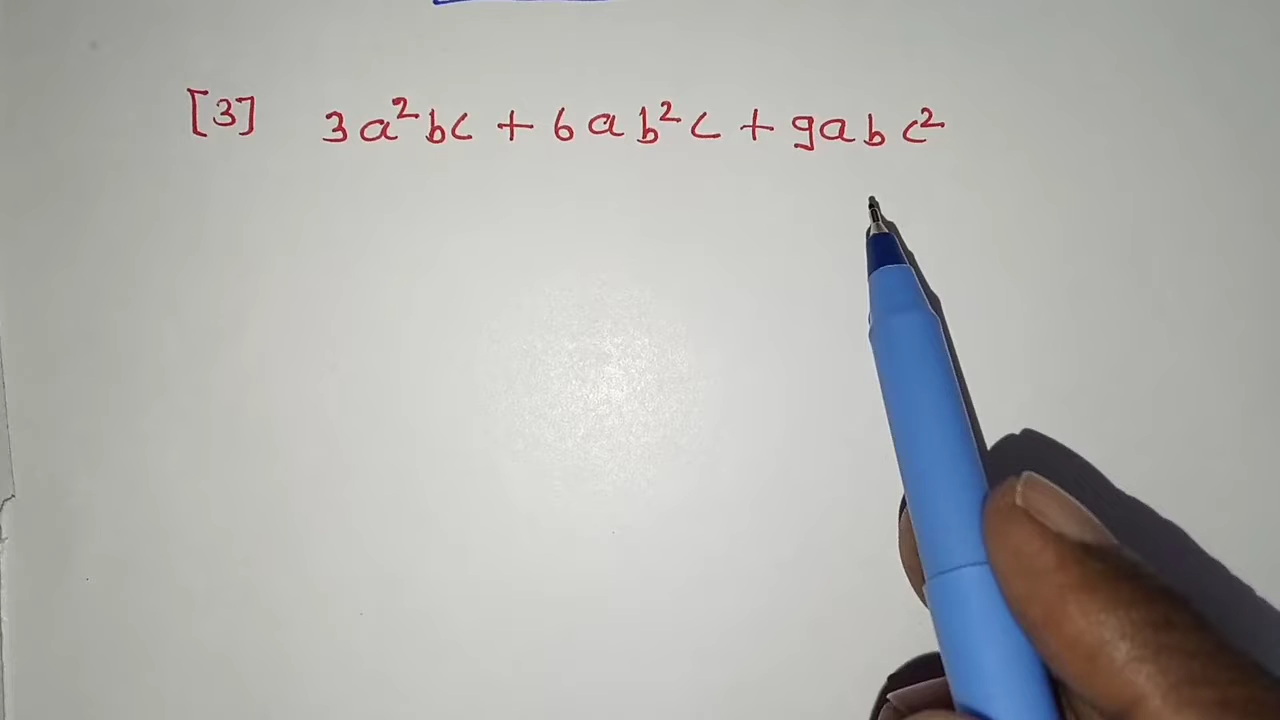 [3] 3a²bc + 6ab²c + 9abc²